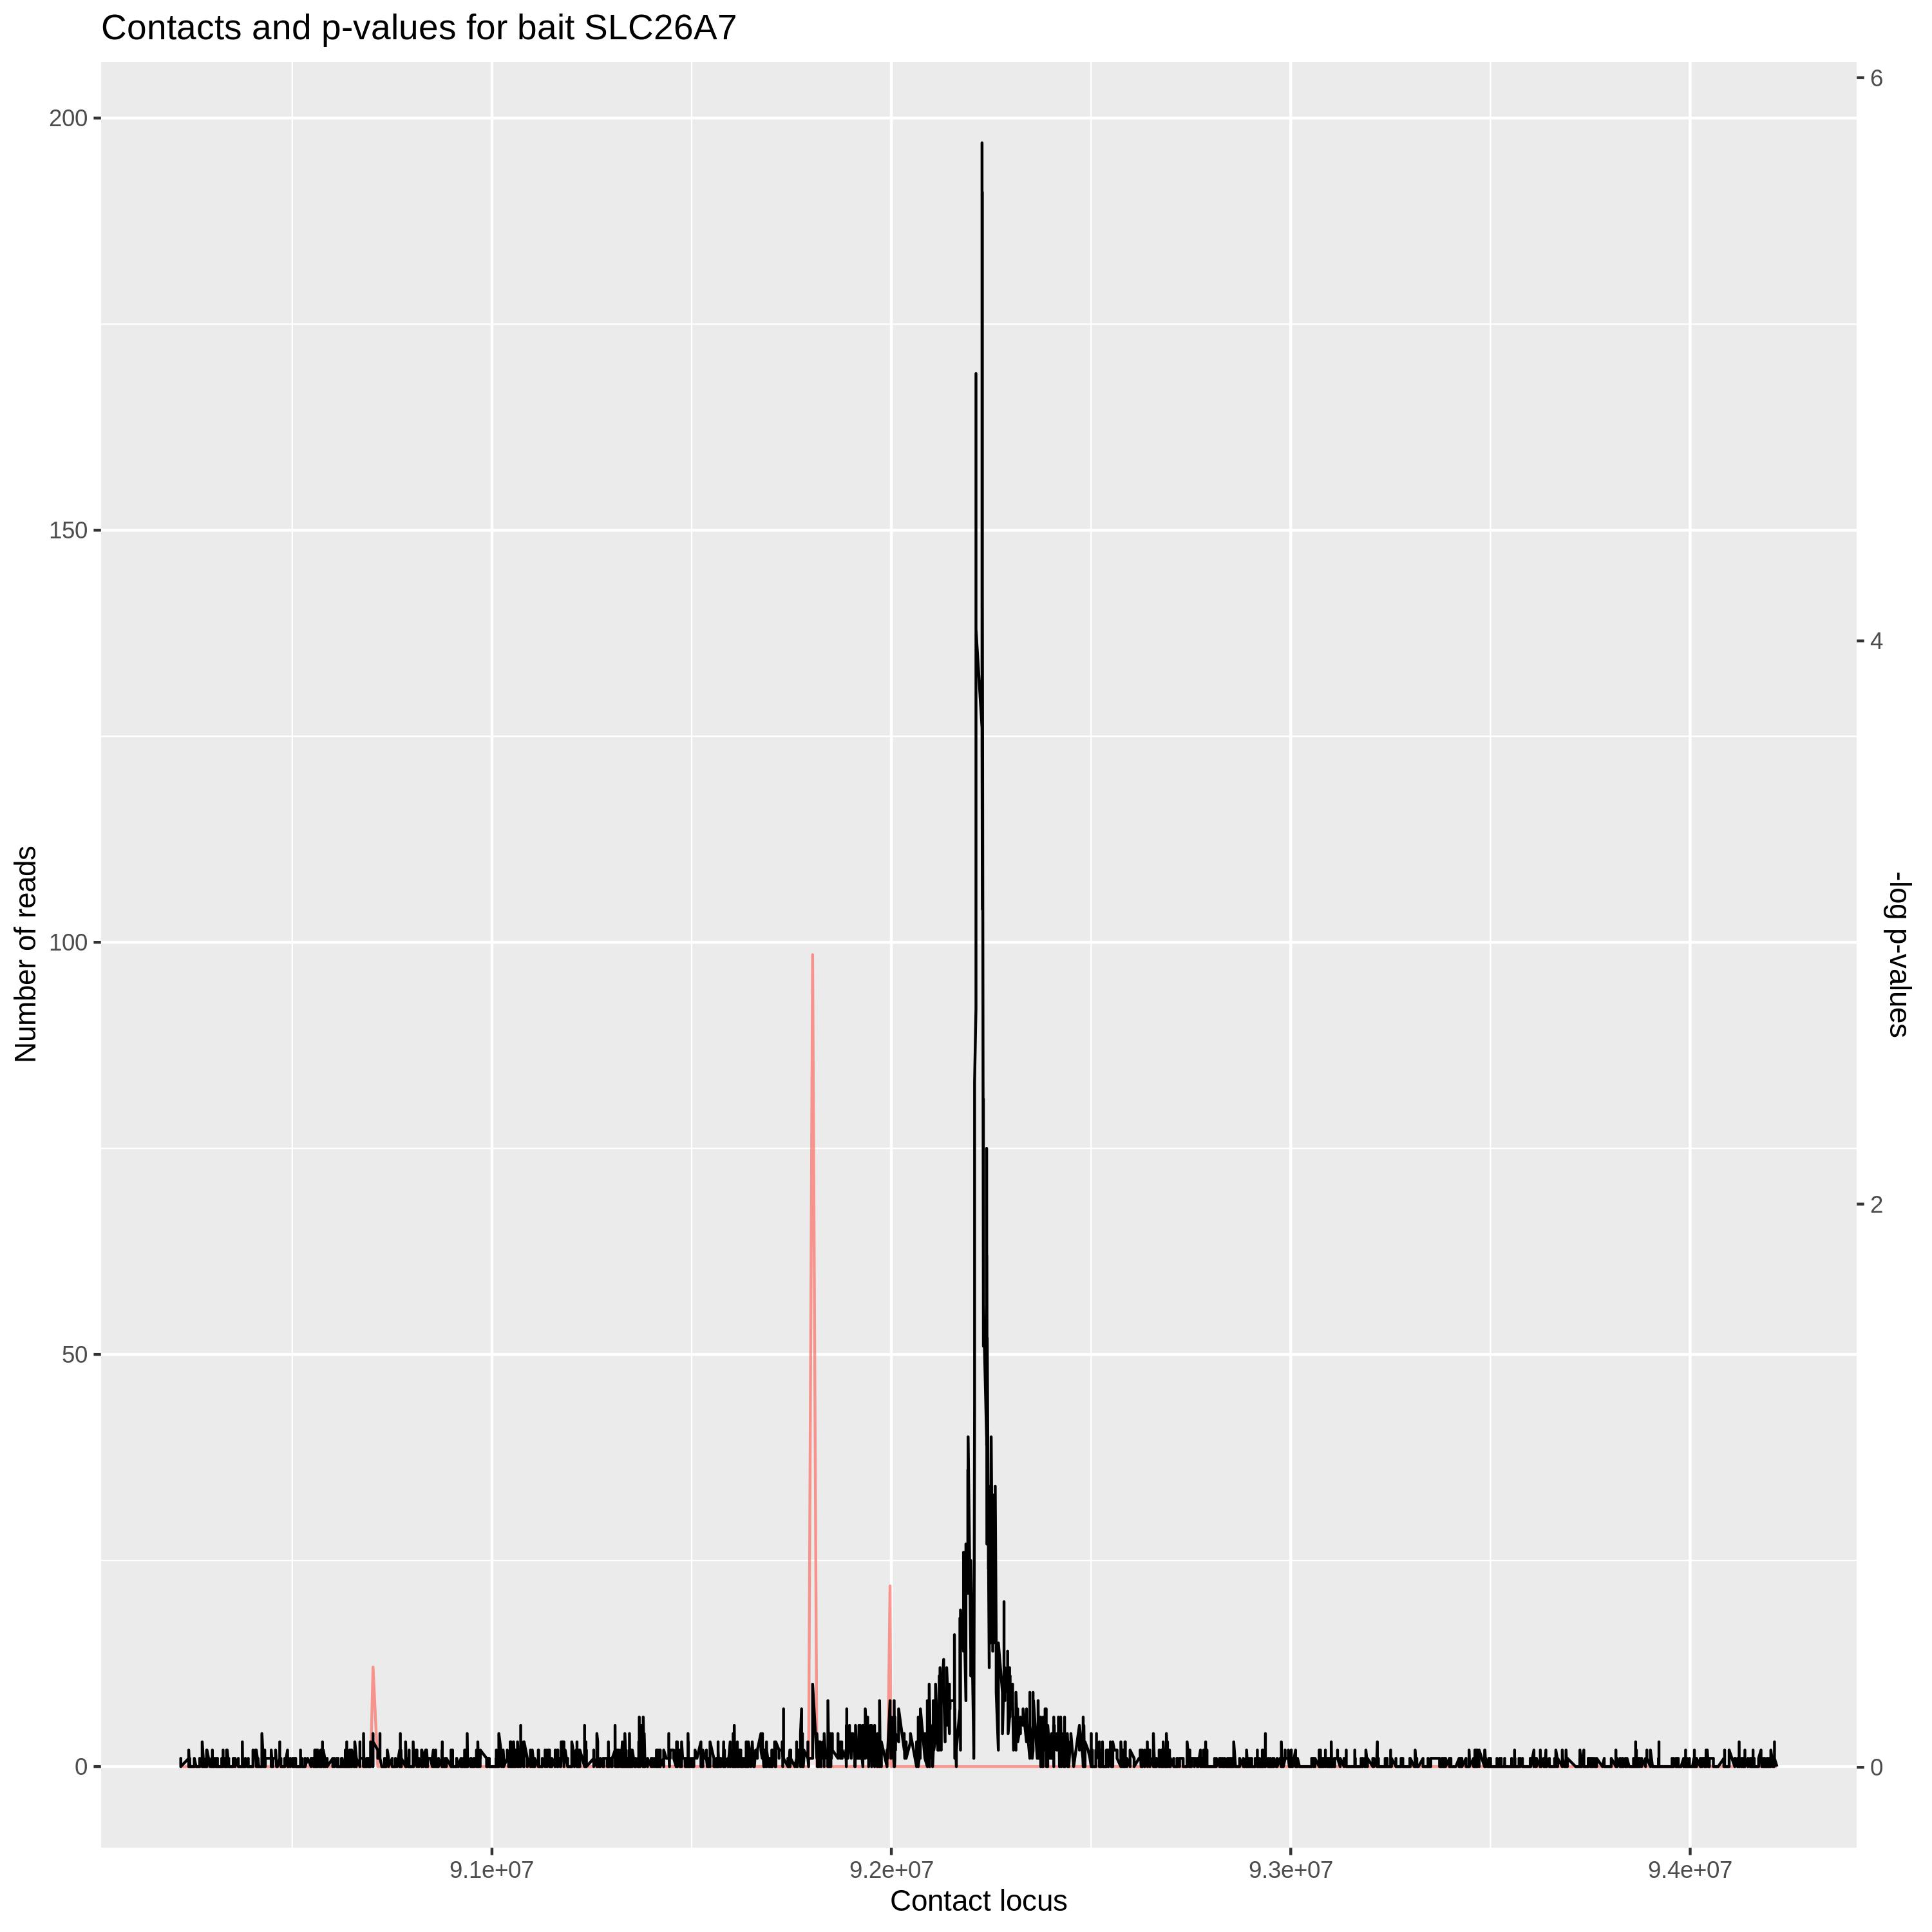 Contacts and p-values for bait SLC26A7
200
150
100
50
0
Number of reads
6
4
2
0
-log p-values
9.1e+07
9.2e+07
9.3e+07
9.4e+07
Contact locus